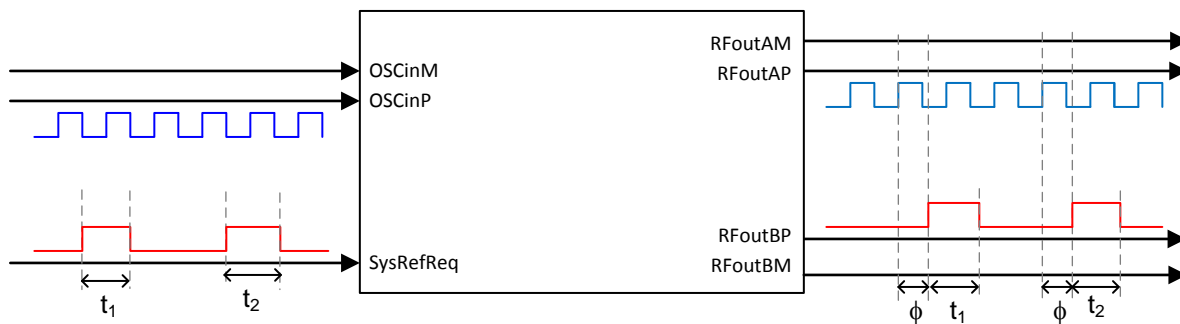 OSCinM
OSCinP
SysRefReq
t1
t2
RFoutAM
RFoutAP
RFoutBP
RFoutBM
ϕ
t1
ϕ
t2